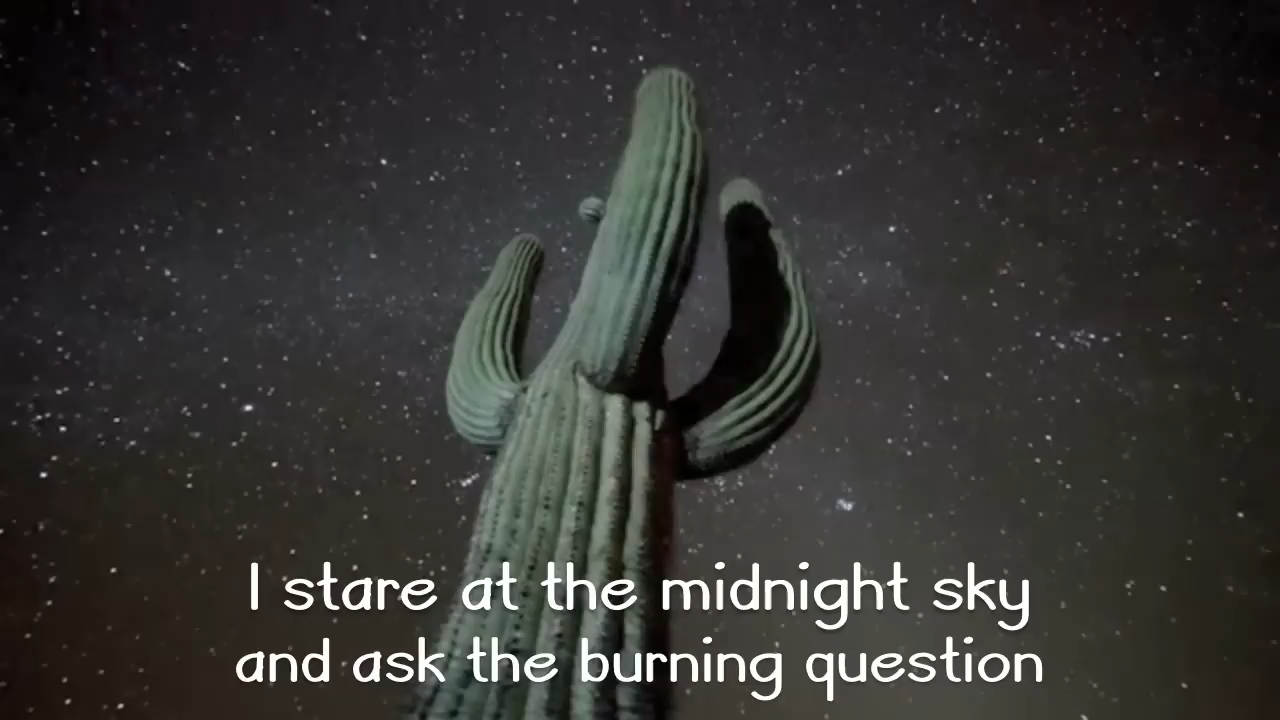 I stare at the midnight sky
and ask the burning question